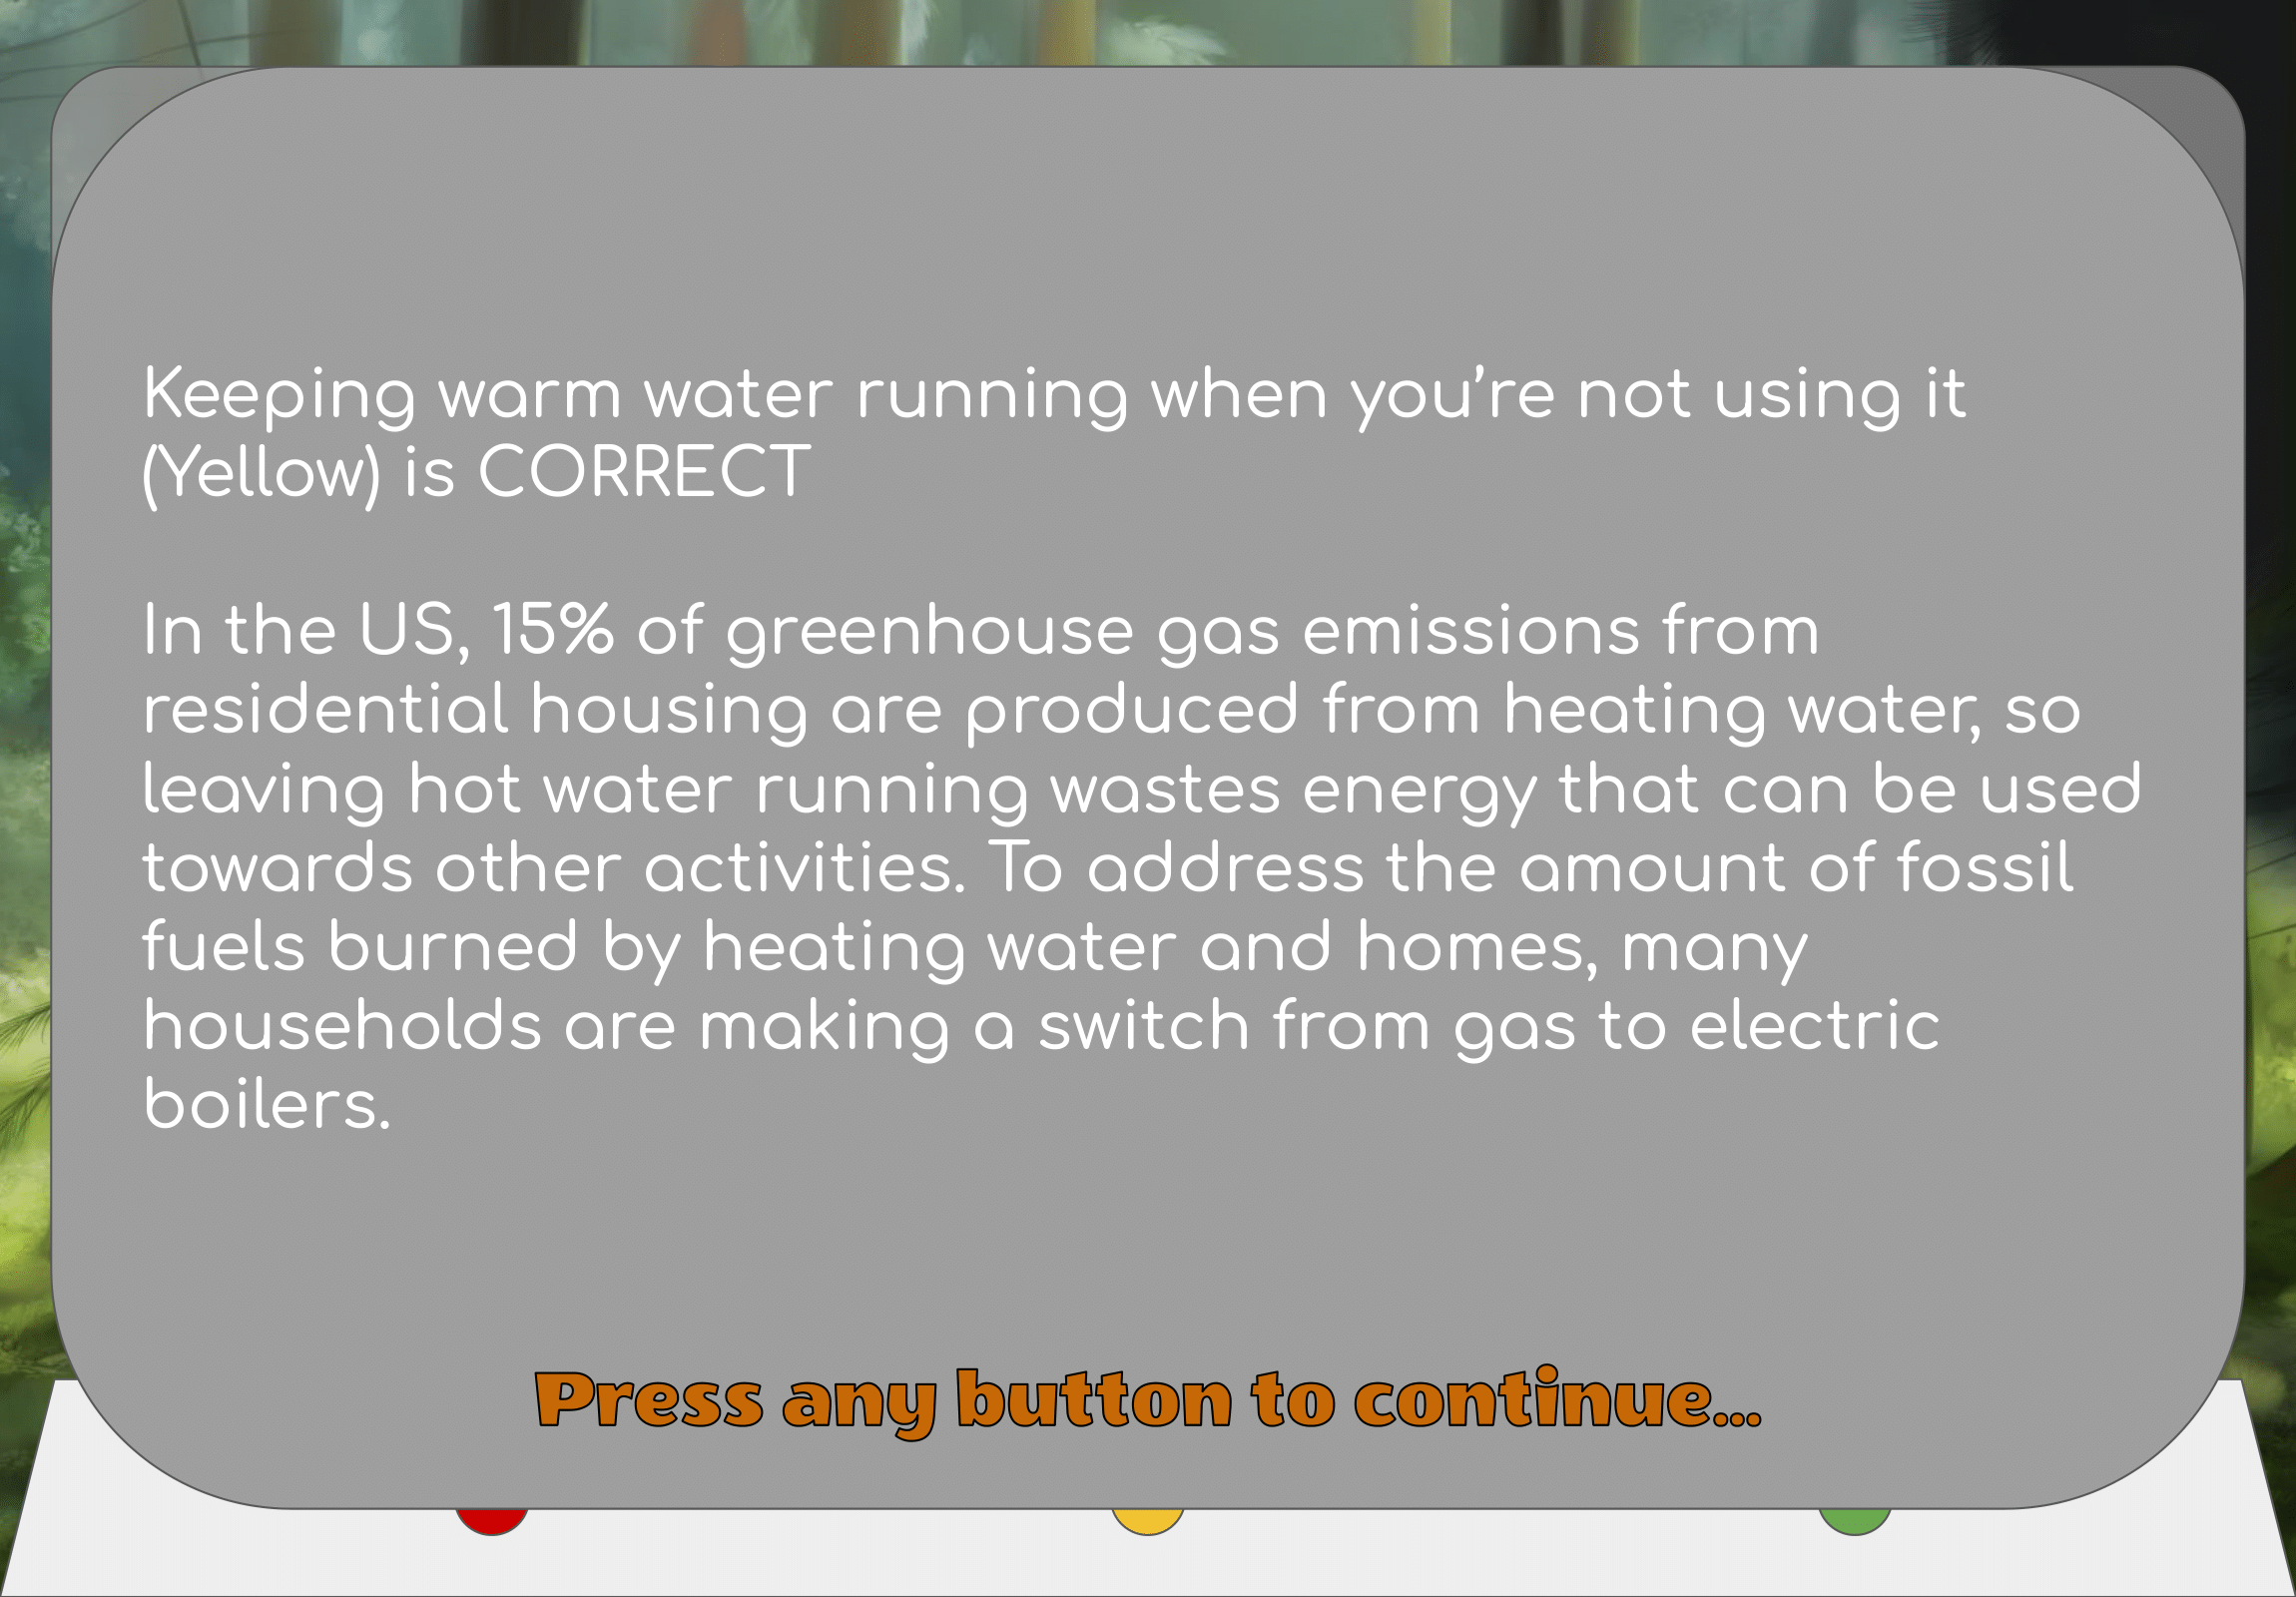 Keeping warm water running when you’re not using it
(Yellow) is CORRECT
In the US, 15% of greenhouse gas emissions from
residential housing are produced from heating water, so
leaving hot water running wastes energy that can be used
towards other activities. To address the amount of fossil
fuels burned by heating water and homes, many
households are making a switch from gas to electric
boilers.
Press any button to continue...